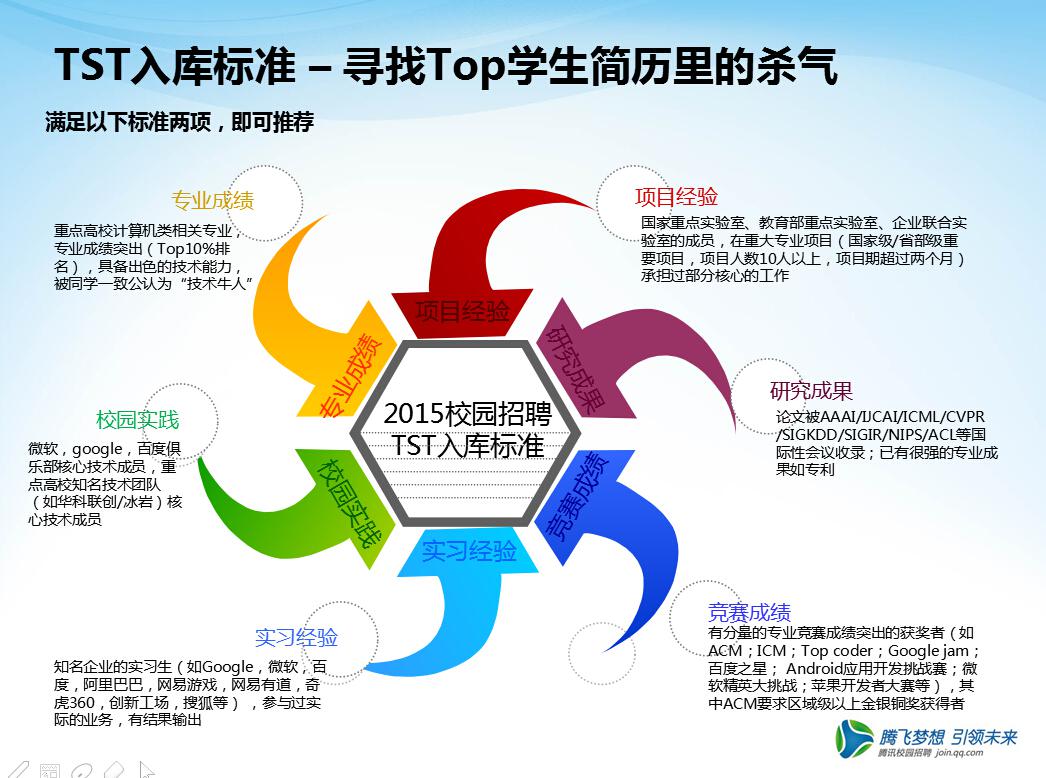 TST入库标准 – 寻找Top学生简历里的杀气
满足以下标准两项，即可推荐
专业成绩
重点高校计算机类相关专业，
专业成绩突出（Top10%排
名），具备出色的技术能力，
被同学一致公认为“技术牛人”
项目经验
国家重点实验室、教育部重点实验室、企业联合实
验室的成员，在重大专业项目（国家级/省部级重
要项目，项目人数10人以上，项目期超过两个月）
承担过部分核心的工作
项目经验
专业成绩
研究成果
校园实践
竞赛成绩
实习经验
2015校园招聘
TST入库标准
校园实践
微软，google，百度俱
乐部核心技术成员，重
点高校知名技术团队
（如华科联创/冰岩）核
心技术成员
研究成果
论文被AAAI/IJCAI/ICML/CVPR
/SIGKDD/SIGIR/NIPS/ACL等国
际性会议收录；已有很强的专业成
果如专利
实习经验
知名企业的实习生（如Google，微软，百
度，阿里巴巴，网易游戏，网易有道，奇
虎360，创新工场，搜狐等），参与过实
际的业务，有结果输出
竞赛成绩
有分量的专业竞赛成绩突出的获奖者（如
ACM；ICM；Top coder；Google jam；
百度之星； Android应用开发挑战赛；微
软精英大挑战；苹果开发者大赛等），其
中ACM要求区域级以上金银铜奖获得者
腾飞梦想 引领未来
腾讯校园招聘 join.qq.com